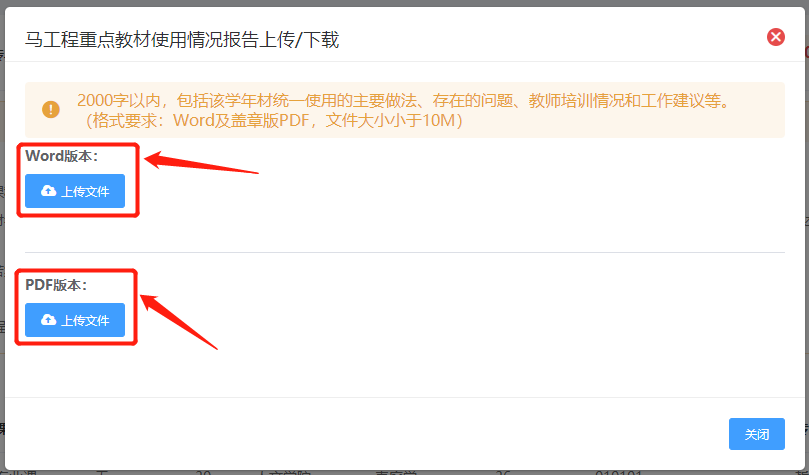 马工程重点教材使用情况报告上传/下载
2000字以内，包括该学年材统一使用的主要做法、存在的问题、教师培训情况和工作建议等。
（格式要求：Word及盖章版PDF，文件大小小于10M）
Word版本：
上传文件
PDF版本：
上传文件
关闭